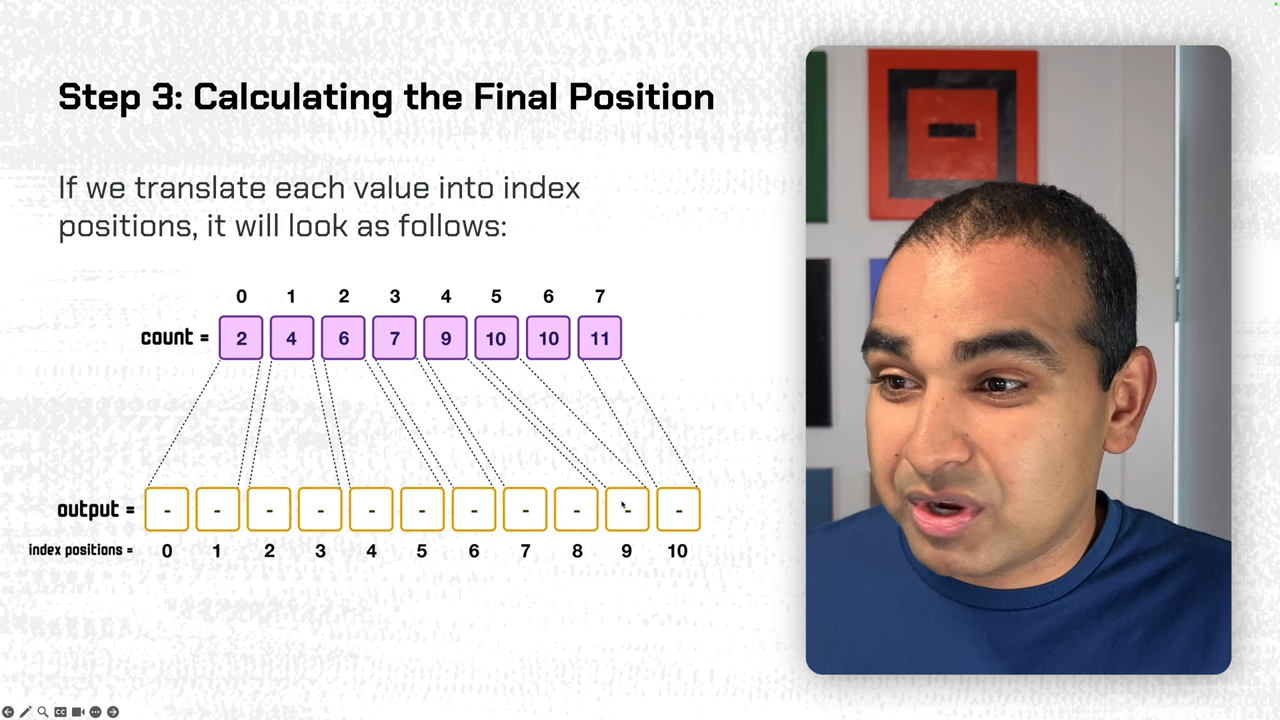 Step 3: Calculating the Final Position
If we translate each value into index
positions, it will look as follows:
0 1 2 3 4 5 6 7
count = 2 4 6 7 9 10 10 11
output = - - - - - - - - - - -
index positions = 0 1 2 3 4 5 6 7 8 9 10
CC